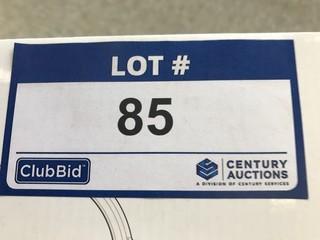 LOT #
85
ClubBid
CENTURY
AUCTIONS
A DIVISION OF CENTURY SERVICES